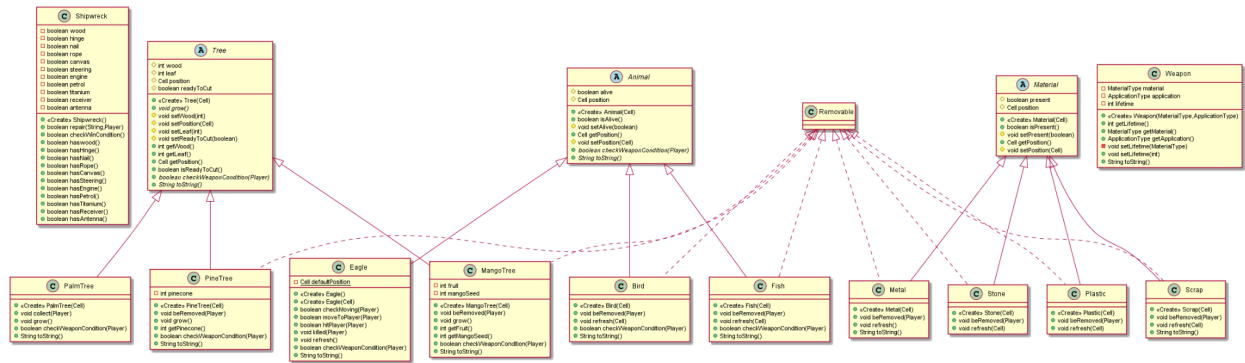 Shipwreck
boolean wood
boolean hinge
boolean nail
boolean rope
boolean canvas
boolean steering
boolean engine
boolean petrol
boolean titanium
boolean receiver
boolean antenna
«Create» Shipwreck()
boolean repair(String,Player)
boolean checkWinCondition()
boolean haswood()
boolean hasHinge()
boolean hasNail()
boolean hasRope()
boolean hasCanvas()
boolean hasSteering()
boolean hasEngine()
boolean hasPetrol()
boolean hasTitanium()
boolean hasReceiver()
boolean hasAntenna()
Tree
int wood
int leaf
Cell position
boolean readyToCut
«Create» Tree(Cell)
void grow()
void setWood(int)
void setPosition(Cell)
void setLeaf(int)
void setReadyToCut(boolean)
int getWood()
int getLeaf()
Cell getPosition()
boolean isReadyToCut()
boolean checkWeaponCondition(Player)
String toString()
Animal
boolean alive
Cell position
«Create» Animal(Cell)
boolean isAlive()
void setAlive(boolean)
Cell getPosition()
void setPosition(Cell)
boolean checkWeaponCondition(Player)
String toString()
Removable
Material
boolean present
Cell position
«Create» Material(Cell)
boolean isPresent()
void setPresent(boolean)
Cell getPosition()
void setPosition(Cell)
Weapon
MaterialType material
ApplicationType application
int lifetime
«Create» Weapon(MaterialType,ApplicationType)
int getLifetime()
MaterialType getMaterial()
ApplicationType getApplication()
void setLifetime(MaterialType)
void setLifetime(int)
String toString()
PalmTree
«Create» PalmTree(Cell)
void collect(Player)
void grow()
boolean checkWeaponCondition(Player)
String toString()
PineTree
int pinecone
«Create» PineTree(Cell)
void beRemoved(Player)
void grow()
int getPinecone()
boolean checkWeaponCondition(Player)
String toString()
Eagle
Cell defaultPosition
«Create» Eagle()
«Create» Eagle(Cell)
boolean checkMoving(Player)
boolean moveToPlayer(Player)
boolean hitPlayer(Player)
void killed(Player)
void refresh()
boolean checkWeaponCondition(Player)
String toString()
MangoTree
int fruit
int mangoSeed
«Create» MangoTree(Cell)
void beRemoved(Player)
void grow()
int getFruit()
int getMangoSeed()
boolean checkWeaponCondition(Player)
String toString()
Bird
«Create» Bird(Cell)
void beRemoved(Player)
void refresh(Cell)
boolean checkWeaponCondition(Player)
String toString()
Fish
«Create» Fish(Cell)
void beRemoved(Player)
void refresh(Cell)
boolean checkWeaponCondition(Player)
String toString()
Metal
«Create» Metal(Cell)
void beRemoved(Player)
void refresh()
String toString()
Stone
«Create» Stone(Cell)
void beRemoved(Player)
void refresh(Cell)
Plastic
«Create» Plastic(Cell)
void beRemoved(Player)
void refresh(Cell)
Scrap
«Create» Scrap(Cell)
void beRemoved(Player)
void refresh(Cell)
String toString()